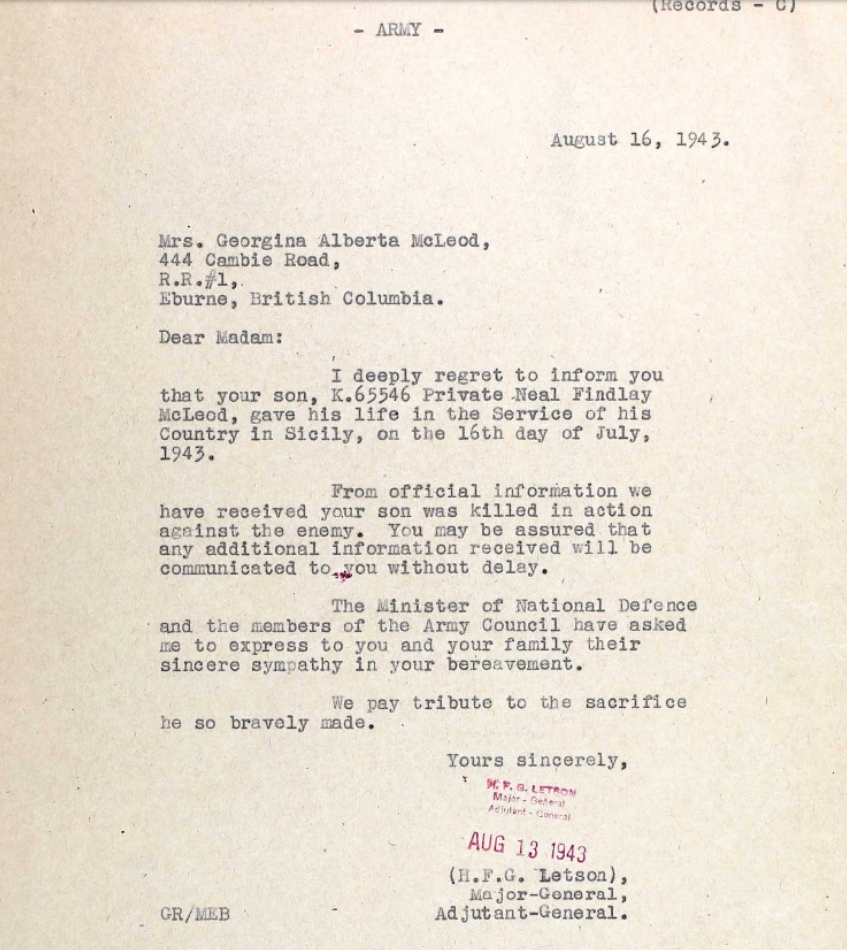 (Records - C)
- ARMY -
August 16, 1943.
Mrs. Georgina Alberta McLeod,
444 Cambie Road,
R.R.#1,
Eburne, British Columbia.
Dear Madam:
I deeply regret to inform you
that your son, K.65546 Private Neal Findlay
McLeod, gave his life in the Service of his
Country in Sicily, on the 16th day of July,
1943.
From official information we
have received your son was killed in action
against the enemy. You may be assured that
any additional information received will be
communicated to you without delay.
The Minister of National Defence
and the members of the Army Council have asked
me to express to you and your family their
sincere sympathy in your bereavement.
We pay tribute to the sacrifice
he so bravely made.
Yours sincerely,
H. F. G. LETSON
Major - General
Adjutant - General
AUG 13 1943
(H.F.G. Letson),
Major-General,
GR/MEB Adjutant-General.